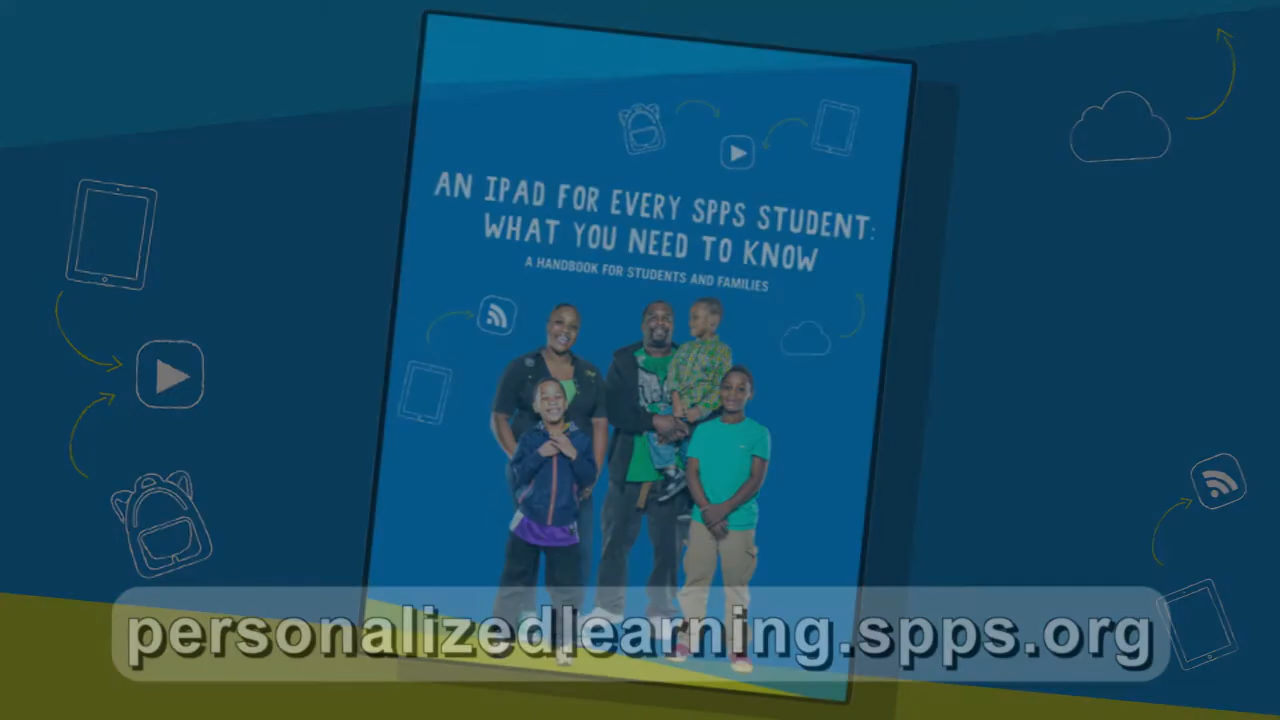 AN IPAD FOR EVERY SPPS STUDENT:
WHAT YOU NEED TO KNOW
A HANDBOOK FOR STUDENTS AND FAMILIES
personalizedlearning.spps.org